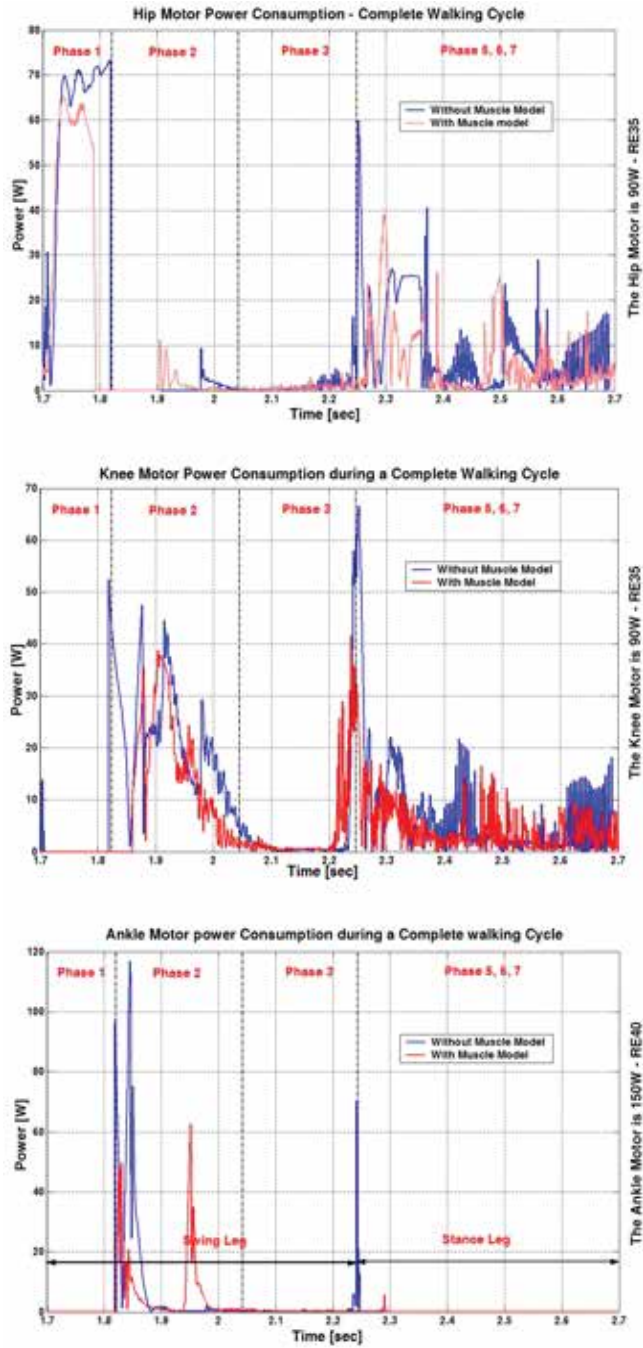 Hip Motor Power Consumption - Complete Walking Cycle
80
70
60
50
40
30
20
10
0
Power [W]
Phase 1
Phase 2
Phase 3
Phase 5, 6, 7
Without Muscle Model
With Muscle model
1.7
1.8
1.9
2
2.1
2.2
2.3
2.4
2.5
2.6
2.7
Time [sec]
The Hip Motor is 90W - RE35
Knee Motor Power Consumption during a Complete Walking Cycle
70
60
50
40
30
20
10
0
Power [W]
Phase 1
Phase 2
Phase 3
Phase 5, 6, 7
Without Muscle Model
With Muscle Model
1.7
1.8
1.9
2
2.1
2.2
2.3
2.4
2.5
2.6
2.7
Time [sec]
The Knee Motor is 90W - RE35
Ankle Motor power Consumption during a Complete walking Cycle
120
100
80
60
40
20
0
Power [W]
Phase 1
Phase 2
Phase 3
Phase 5, 6, 7
Without Muscle Model
With Muscle Model
Swing Leg
Stance Leg
1.7
1.8
1.9
2
2.1
2.2
2.3
2.4
2.5
2.6
2.7
Time [sec]
The Ankle Motor is 150W - RE40